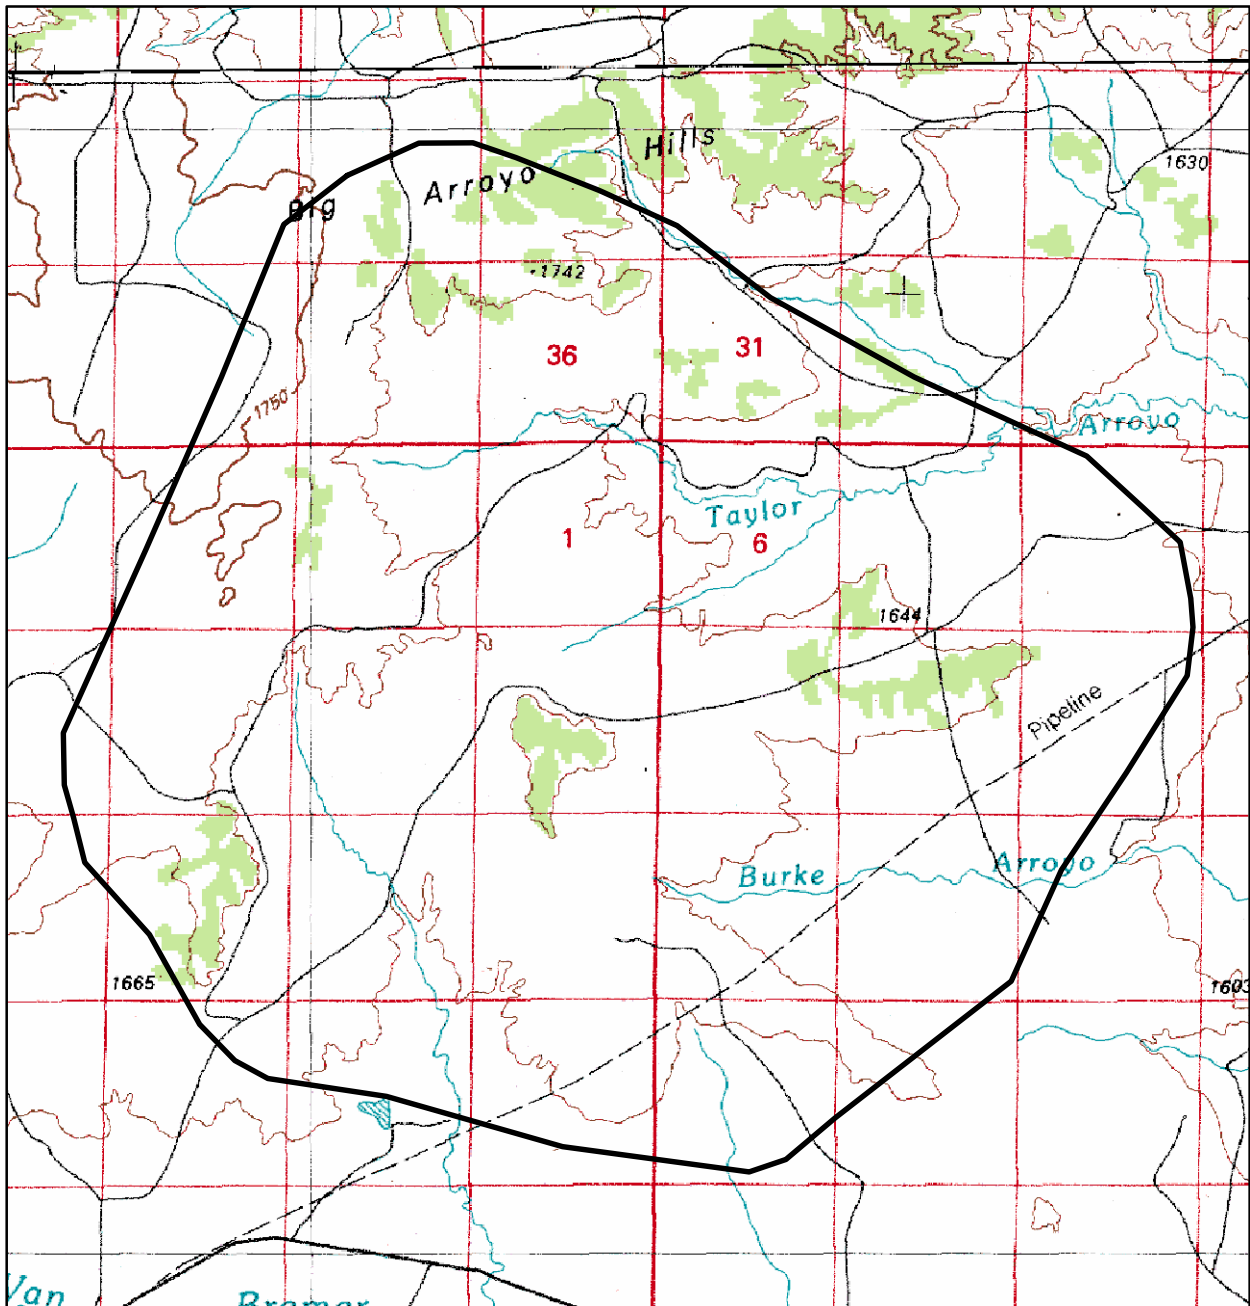 Hills
1630
Arroyo
Big
1742
36
31
1750
Arroyo
Taylor
1
6
1644
Pipeline
Burke
Arroyo
1665
1603
Van
Bremer